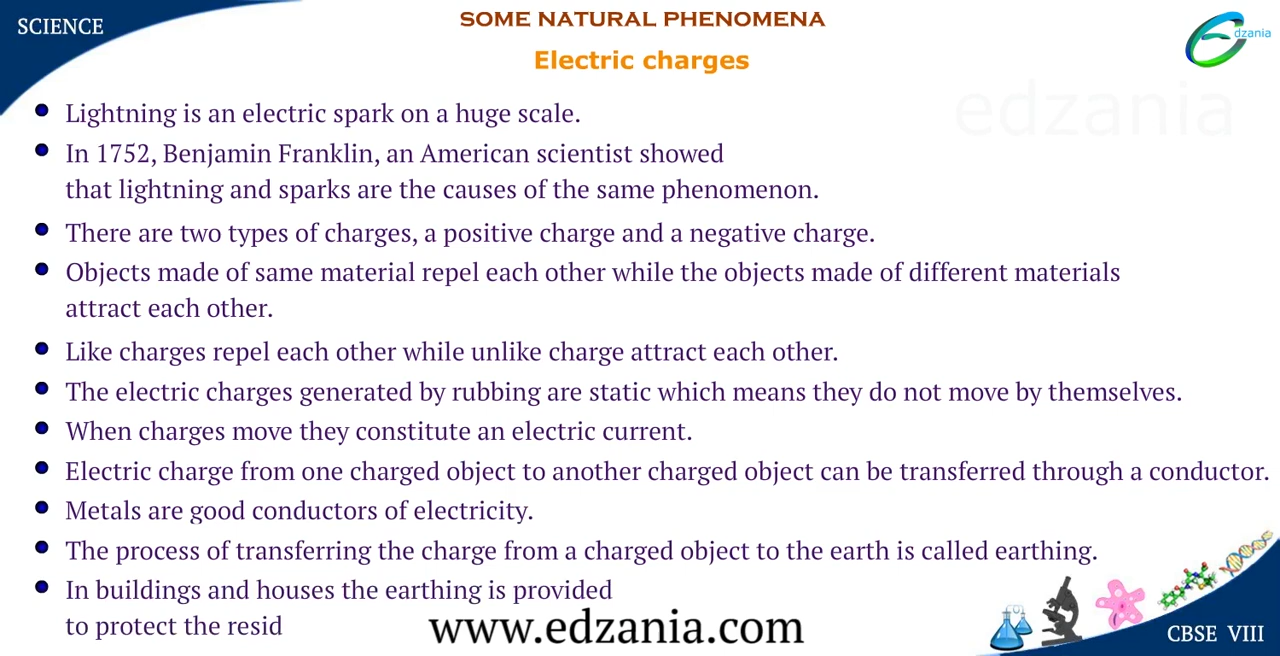 SCIENCE
SOME NATURAL PHENOMENA
dzania
Electric charges
edzania
Lightning is an electric spark on a huge scale.
In 1752, Benjamin Franklin, an American scientist showed
that lightning and sparks are the causes of the same phenomenon.
There are two types of charges, a positive charge and a negative charge.
Objects made of same material repel each other while the objects made of different materials
attract each other.
Like charges repel each other while unlike charge attract each other.
The electric charges generated by rubbing are static which means they do not move by themselves.
When charges move they constitute an electric current.
Electric charge from one charged object to another charged object can be transferred through a conductor.
Metals are good conductors of electricity.
The process of transferring the charge from a charged object to the earth is called earthing.
In buildings and houses the earthing is provided
to protect the resid
www.edzania.com
CBSE VIII